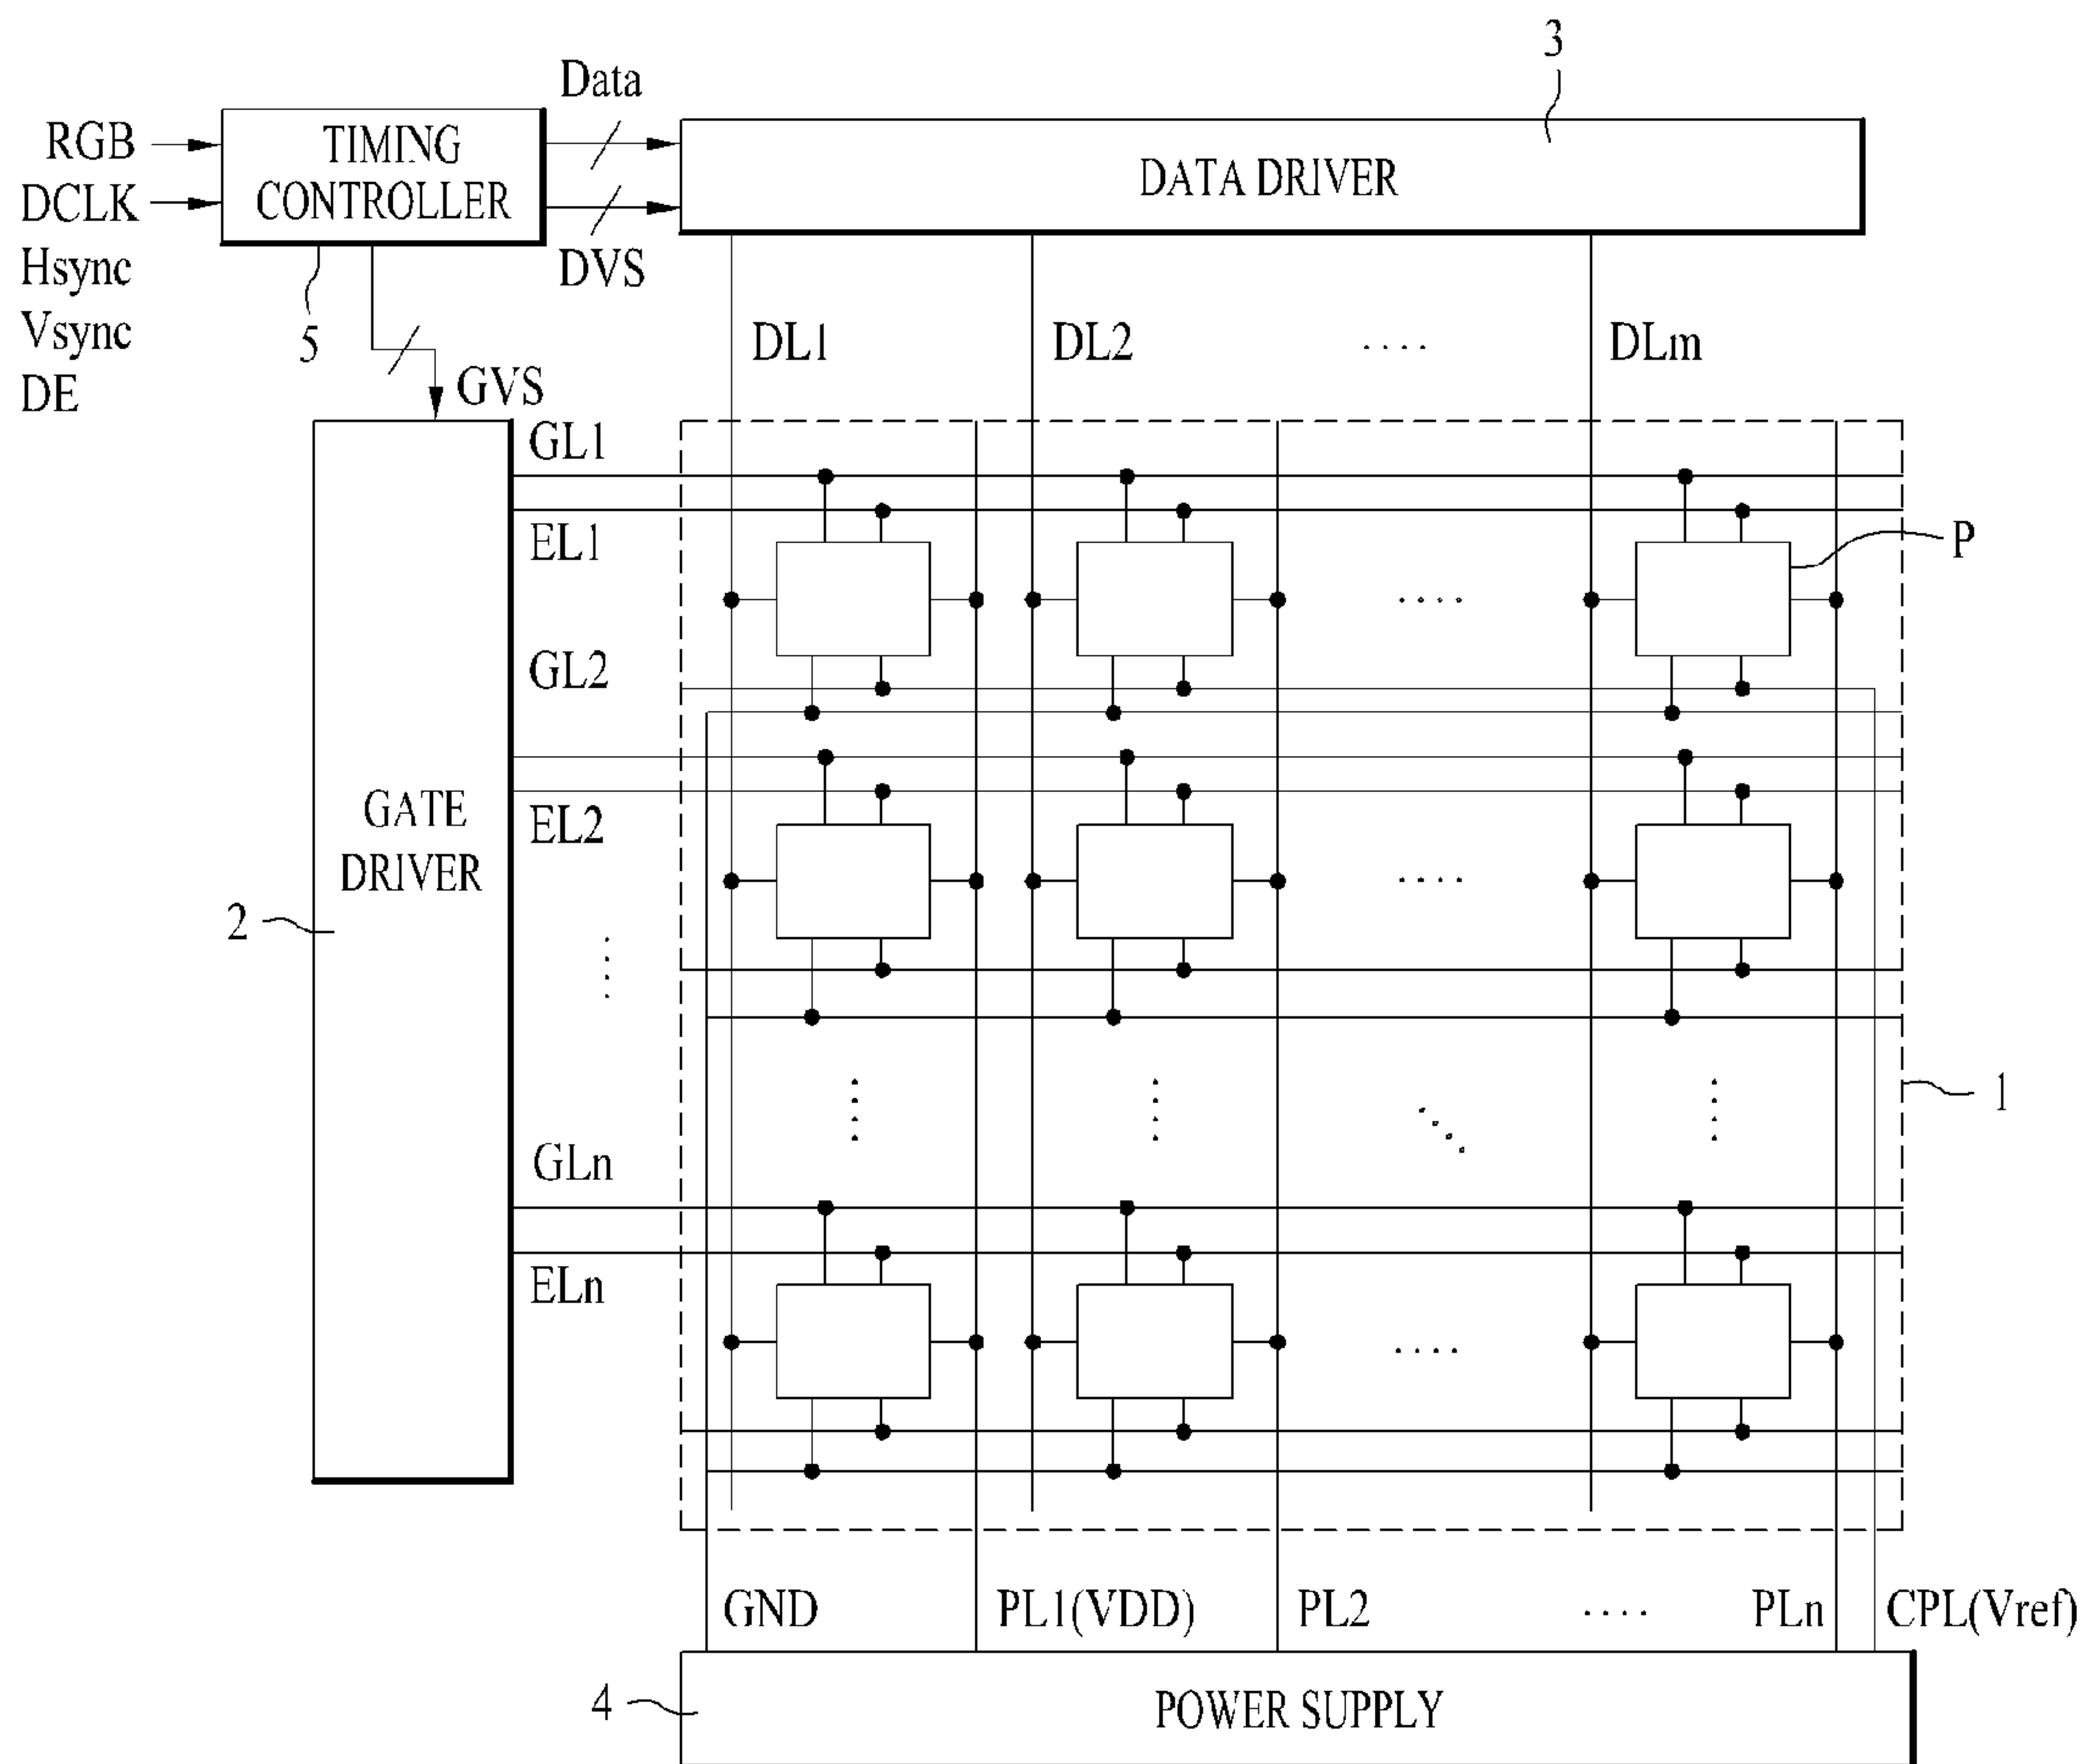 3
Data
RGB
TIMING
CONTROLLER
DATA DRIVER
DCLK
Hsync
DVS
Vsync
5
DL1
DL2
....
DLm
DE
GVS
GL1
EL1
P
....
GL2
GATE
DRIVER
EL2
....
2
....
1
GLn
ELn
....
GND
PL1(VDD)
PL2
....
PLn
CPL(Vref)
4
POWER SUPPLY